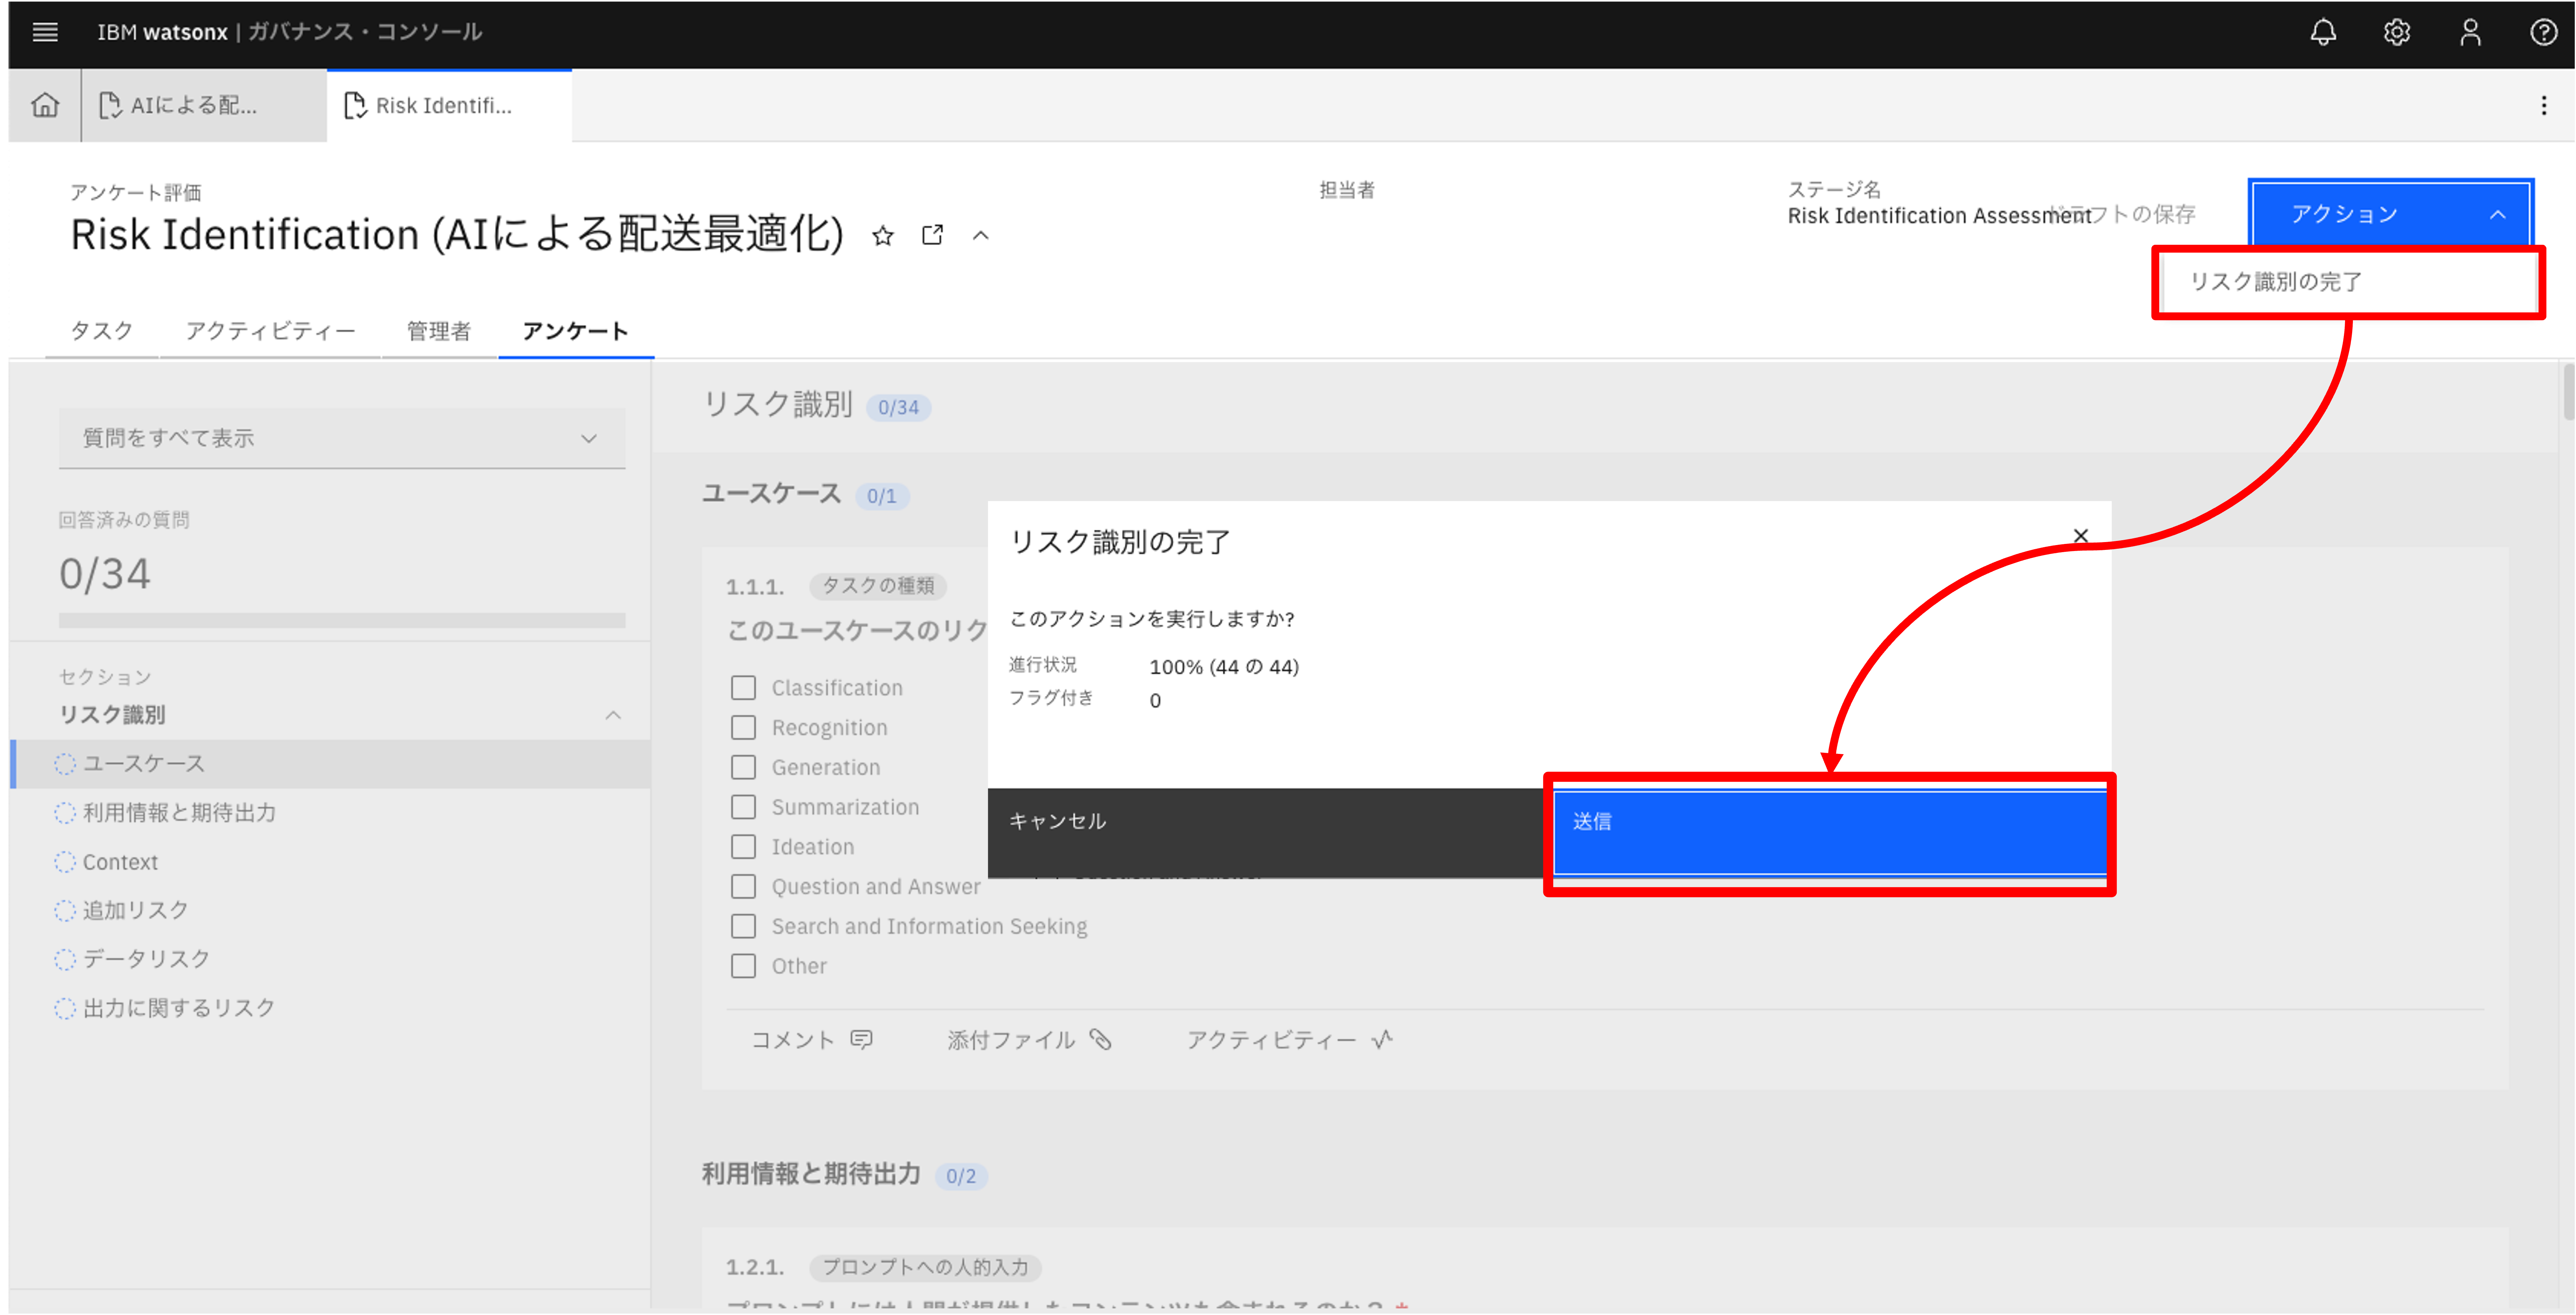 IBM watsonx | ガバナンス・コンソール
AIによる配...
Risk Identifi...
アンケート評価
Risk Identification (AIによる配送最適化)
担当者
ステージ名
Risk Identification Assessment
ドラフトの保存
アクション
リスク識別の完了
タスク
アクティビティー
管理者
アンケート
質問をすべて表示
回答済みの質問
0/34
セクション
リスク識別
ユースケース
利用情報と期待出力
Context
追加リスク
データリスク
出力に関するリスク
リスク識別 0/34
ユースケース 0/1
1.1.1. タスクの種類
このユースケースのリク
Classification
Recognition
Generation
Summarization
Ideation
Question and Answer
Search and Information Seeking
Other
コメント
添付ファイル
アクティビティー
リスク識別の完了
このアクションを実行しますか?
進行状況 100% (44 の 44)
フラグ付き 0
キャンセル
送信
利用情報と期待出力 0/2
1.2.1. プロンプトへの人的入力